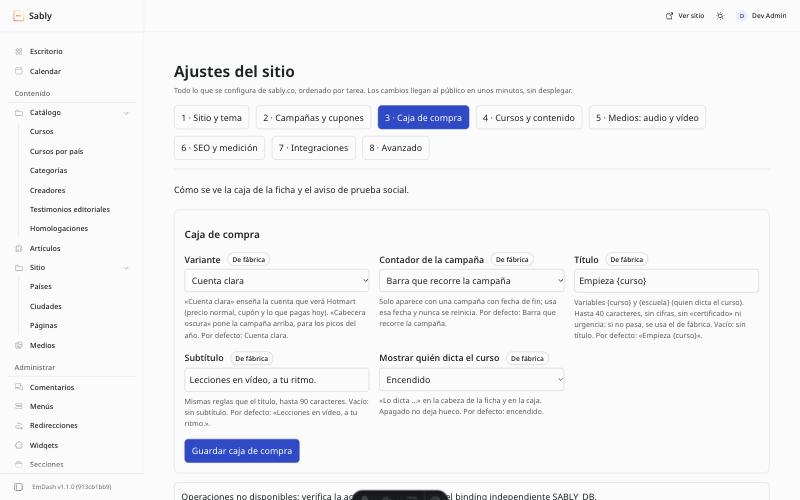 Sably
Ver sitio
D
Dev Admin
Escritorio
Calendar
Contenido
Catálogo
Cursos
Cursos por país
Categorías
Creadores
Testimonios editoriales
Homologaciones
Artículos
Sitio
Países
Ciudades
Páginas
Medios
Administrar
Comentarios
Menús
Redirecciones
Widgets
Secciones
EmDash v1.1.0 (913cb1bb9)
Ajustes del sitio
Todo lo que se configura de sably.co, ordenado por tarea. Los cambios llegan al público en unos minutos, sin desplegar.
1 · Sitio y tema
2 · Campañas y cupones
3 · Caja de compra
4 · Cursos y contenido
5 · Medios: audio y vídeo
6 · SEO y medición
7 · Integraciones
8 · Avanzado
Cómo se ve la caja de la ficha y el aviso de prueba social.
Caja de compra
Variante De fábrica
Cuenta clara
«Cuenta clara» enseña la cuenta que verá Hotmart
(precio normal, cupón y lo que pagas hoy). «Cabecera
oscura» pone la campaña arriba, para los picos del
año. Por defecto: Cuenta clara.
Contador de la campaña De fábrica
Barra que recorre la campaña
Solo aparece con una campaña con fecha de fin; usa
esa fecha y nunca se reinicia. Por defecto: Barra que
recorre la campaña.
Título De fábrica
Empieza {curso}
Variables {curso} y {escuela} (quien dicta el curso).
Hasta 40 caracteres, sin cifras, sin «certificado» ni
urgencia: si no pasa, se usa el de fábrica. Vacío: sin
título. Por defecto: «Empieza {curso}».
Subtítulo De fábrica
Lecciones en vídeo, a tu ritmo.
Mismas reglas que el título, hasta 90 caracteres. Vacío:
sin subtítulo. Por defecto: «Lecciones en vídeo, a tu
ritmo.».
Mostrar quién dicta el curso De fábrica
Encendido
«Lo dicta …» en la cabeza de la ficha y en la caja.
Apagado no deja hueco. Por defecto: encendido.
Guardar caja de compra
Operaciones no disponibles: verifica la el binding independiente SABLY_DB.